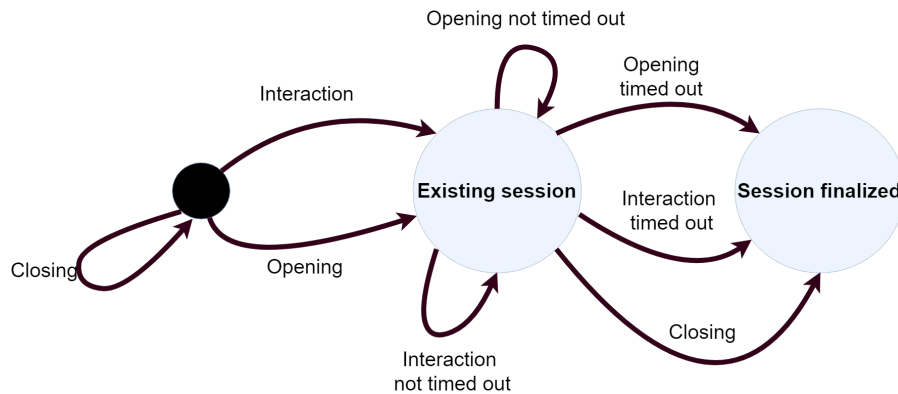 Opening not timed out
Opening
timed out
Interaction
Existing session
Session finalized
Interaction
timed out
Closing
Opening
Closing
Interaction
not timed out